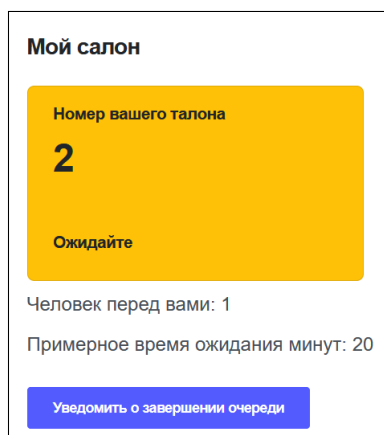 Мой салон
Номер вашего талона
2
Ожидайте
Человек перед вами: 1
Примерное время ожидания минут: 20
Уведомить о завершении очереди